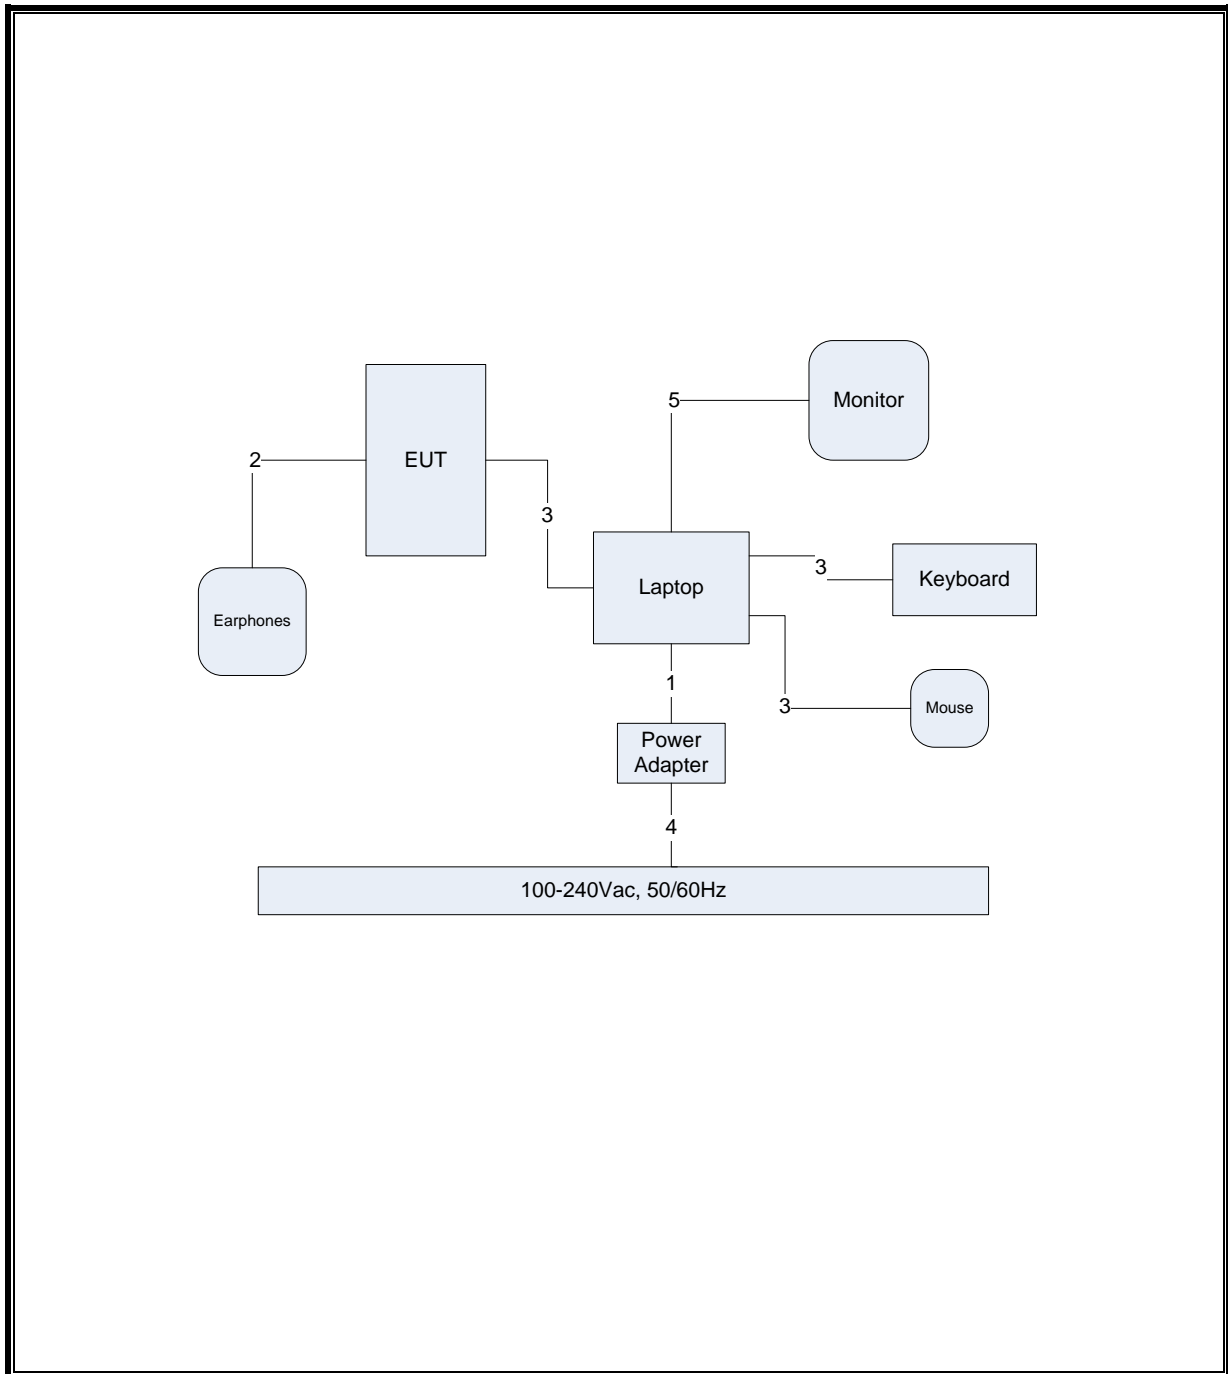 Monitor
5
EUT
2
3
Laptop
3
Keyboard
Earphones
1
3
Mouse
Power
Adapter
4
100-240Vac, 50/60Hz